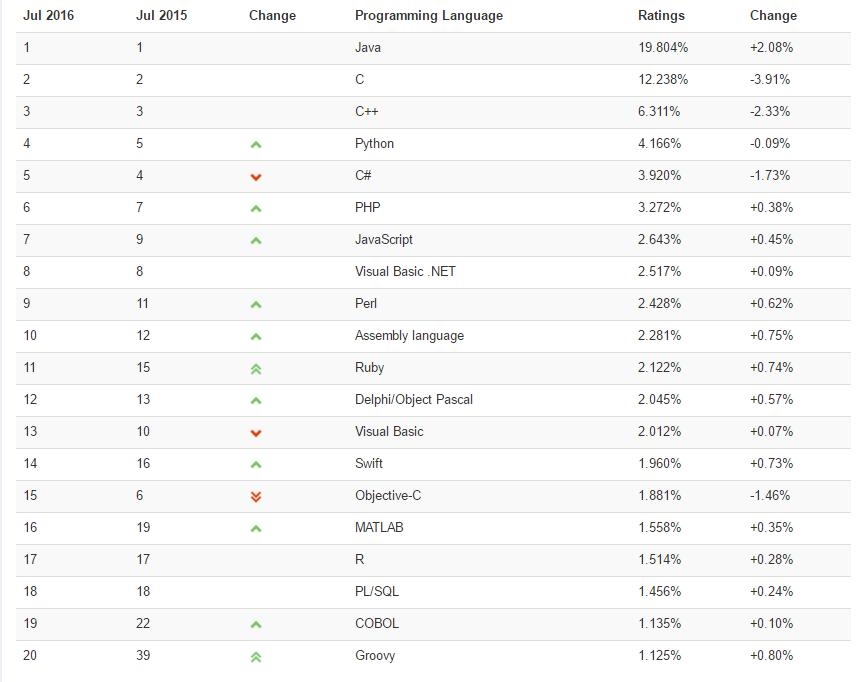 Jul 2016 Jul 2015 Change Programming Language Ratings Change
1 1 Java 19.804% +2.08%
2 2 C 12.238% -3.91%
3 3 C++ 6.311% -2.33%
4 5 Python 4.166% -0.09%
5 4 C# 3.920% -1.73%
6 7 PHP 3.272% +0.38%
7 9 JavaScript 2.643% +0.45%
8 8 Visual Basic .NET 2.517% +0.09%
9 11 Perl 2.428% +0.62%
10 12 Assembly language 2.281% +0.75%
11 15 Ruby 2.122% +0.74%
12 13 Delphi/Object Pascal 2.045% +0.57%
13 10 Visual Basic 2.012% +0.07%
14 16 Swift 1.960% +0.73%
15 6 Objective-C 1.881% -1.46%
16 19 MATLAB 1.558% +0.35%
17 17 R 1.514% +0.28%
18 18 PL/SQL 1.456% +0.24%
19 22 COBOL 1.135% +0.10%
20 39 Groovy 1.125% +0.80%